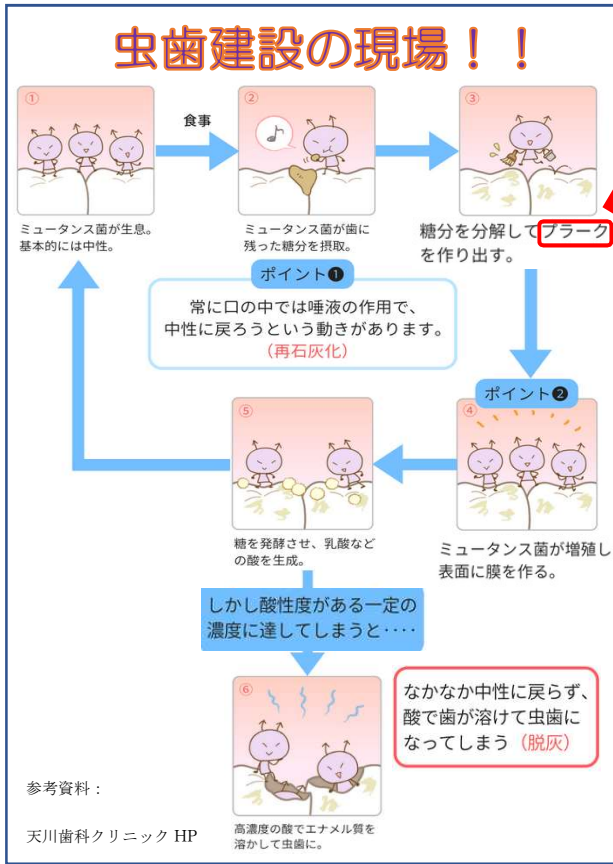 虫歯建設の現場！！
①
ミュータンス菌が生息。
基本的には中性。
食事
②
ミュータンス菌が歯に
残った糖分を摂取。
③
糖分を分解してプラーク
を作り出す。
ポイント❶
常に口の中では唾液の作用で、
中性に戻ろうという動きがあります。
（再石灰化）
ポイント❷
④
ミュータンス菌が増殖し
表面に膜を作る。
⑤
糖を発酵させ、乳酸など
の酸を生成。
しかし酸性度がある一定の
濃度に達してしまうと‥‥
⑥
高濃度の酸でエナメル質を
溶かして虫歯に。
なかなか中性に戻らず、
酸で歯が溶けて虫歯に
なってしまう（脱灰）
参考資料：
天川歯科クリニック HP